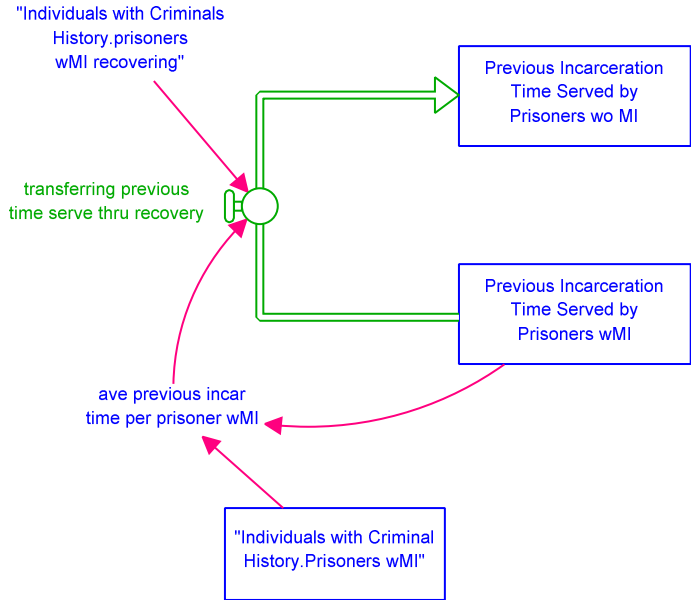 "Individuals with Criminals
History.prisoners
wMI recovering"
Previous Incarceration
Time Served by
Prisoners wo MI
transferring previous
time serve thru recovery
Previous Incarceration
Time Served by
Prisoners wMI
ave previous incar
time per prisoner wMI
"Individuals with Criminal
History.Prisoners wMI"